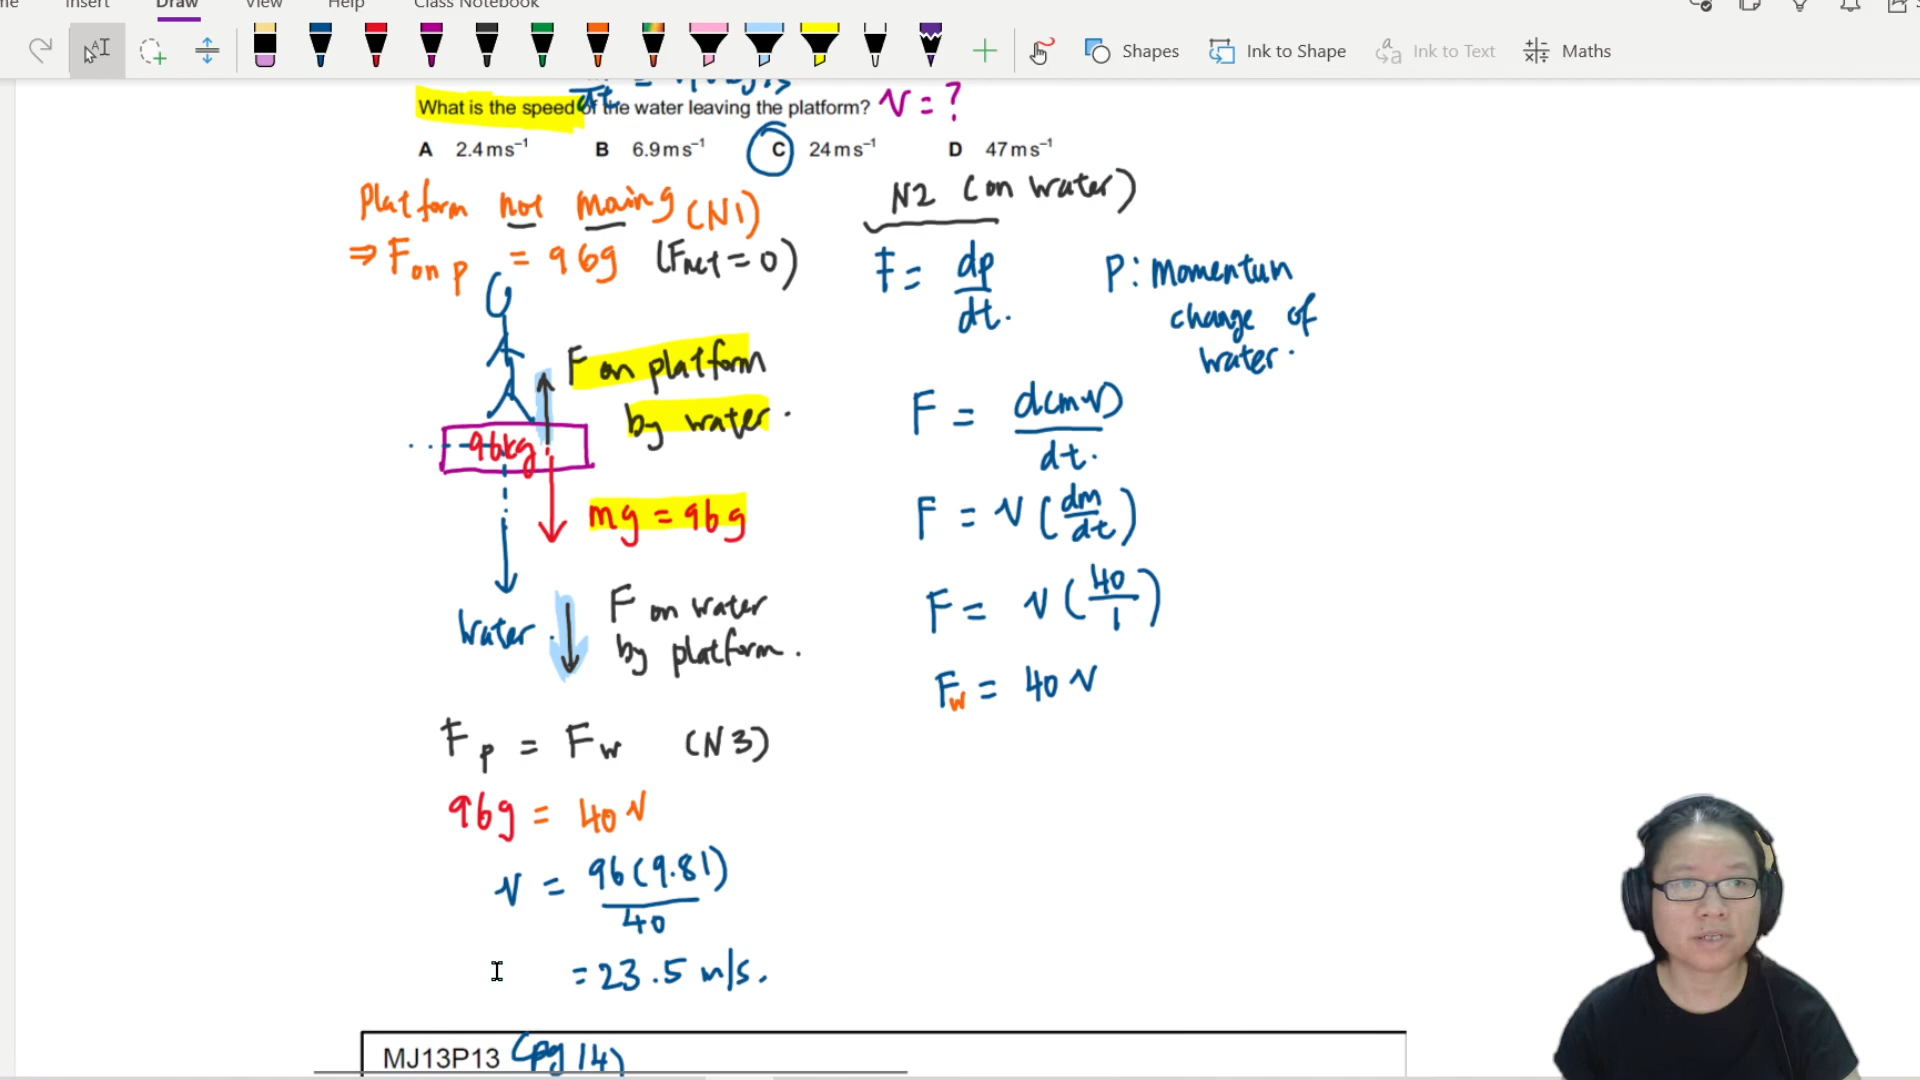 Insert Draw View Help Class Notebook
Shapes Ink to Shape Ink to Text Maths
dt
What is the speed of the water leaving the platform? v = ?
A 2.4 m s⁻¹ B 6.9 m s⁻¹ C 24 m s⁻¹ D 47 m s⁻¹
Platform not moving (N1)
⇒ F on p = 96g (Fnet = 0)
F on platform
by water.
96kg
mg = 96g
F on water
by platform.
water
Fp = Fw (N3)
96g = 40v
v = 96(9.81)
40
= 23.5 m/s.
N2 (on water)
F = dp
dt.
P: Momentum
change of
water.
F = d(mv)
dt.
F = v (dm
dt)
F = v (40
1)
Fw = 40v
MJ13P13 (pg 14)